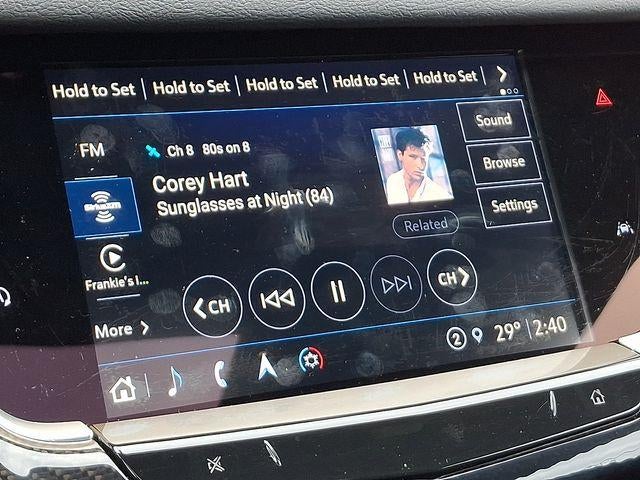 Hold to Set Hold to Set Hold to Set Hold to Set Hold to Set
FM
Ch 8 80s on 8
Sound
Corey Hart
Browse
SiriusXM
Sunglasses at Night (84)
Settings
Related
Frankie's I...
CH
CH
More
2 29° 2:40